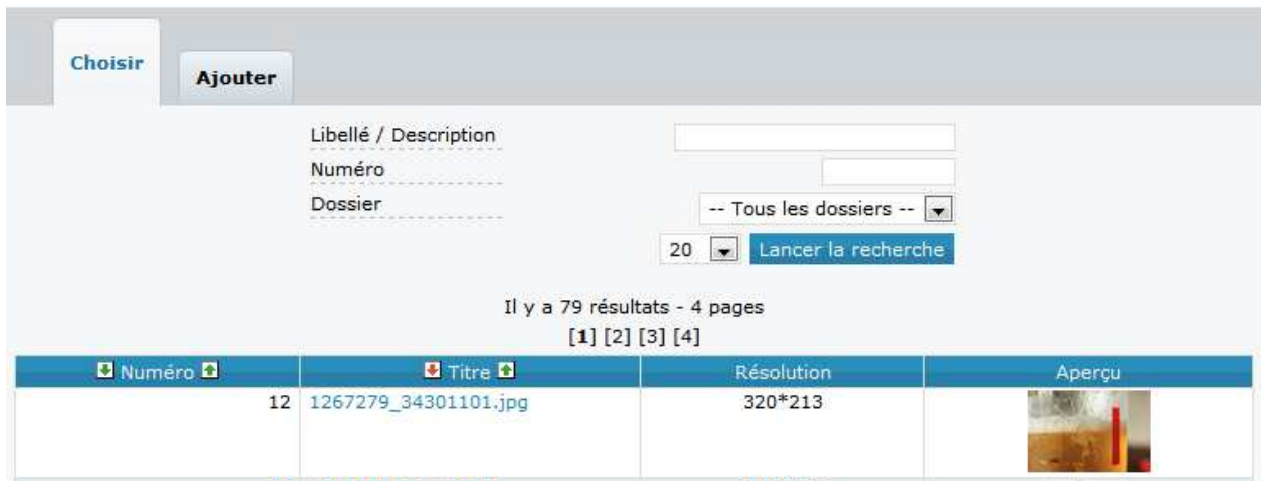 Choisir
Ajouter
Libellé / Description
Numéro
Dossier
-- Tous les dossiers --
20 Lancer la recherche
Il y a 79 résultats - 4 pages
[1] [2] [3] [4]
Numéro Titre Résolution Aperçu
12 1267279_34301101.jpg 320*213